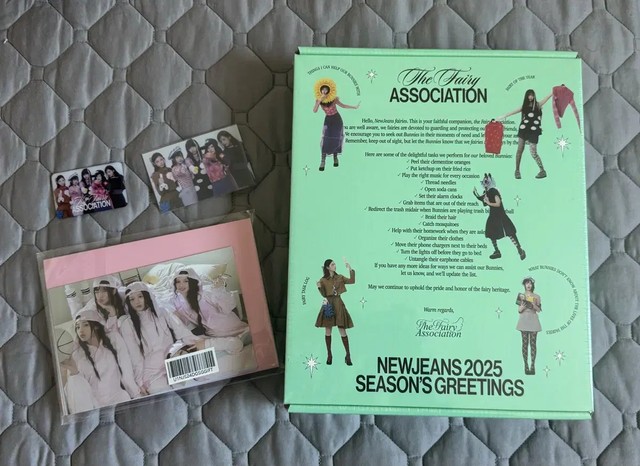 The Fairy
ASSOCIATION
THINGS I CAN HELP OUR BUNNIES WITH
Hello, NewJeans fairies. This is your faithful companion, the Fairy
you are well aware, we fairies are devoted to guarding and protecting our
We encourage you to seek out Bunnies in their moments of need and
Remember, keep out of sight, but let the Bunnies know that we fairies
Here are some of the delightful tasks we perform for our beloved Bunnies:
✓ Peel their clementine oranges
✓ Put ketchup on their fried rice
✓ Play the right music for every occasion
✓ Thread needles
✓ Open soda cans
✓ Set their alarm clocks
✓ Grab items that are out of their reach
Redirect the trash midair when Bunnies are playing trash
✓ Braid their hair
✓ Catch mosquitoes
✓ Help with their homework when they are
✓ Organize their clothes
✓ Move their phone chargers next to their beds
✓ Turn the lights off before they go to bed
✓ Untangle their earphone cables
If you have any more ideas for ways we can assist our Bunnies,
let us know, and we'll update the list.
May we continue to uphold the pride and honor of the fairy heritage.
Warm regards,
The Fairy
Association
NEWJEANS 2025
SEASON'S GREETINGS
ASSOCIATION